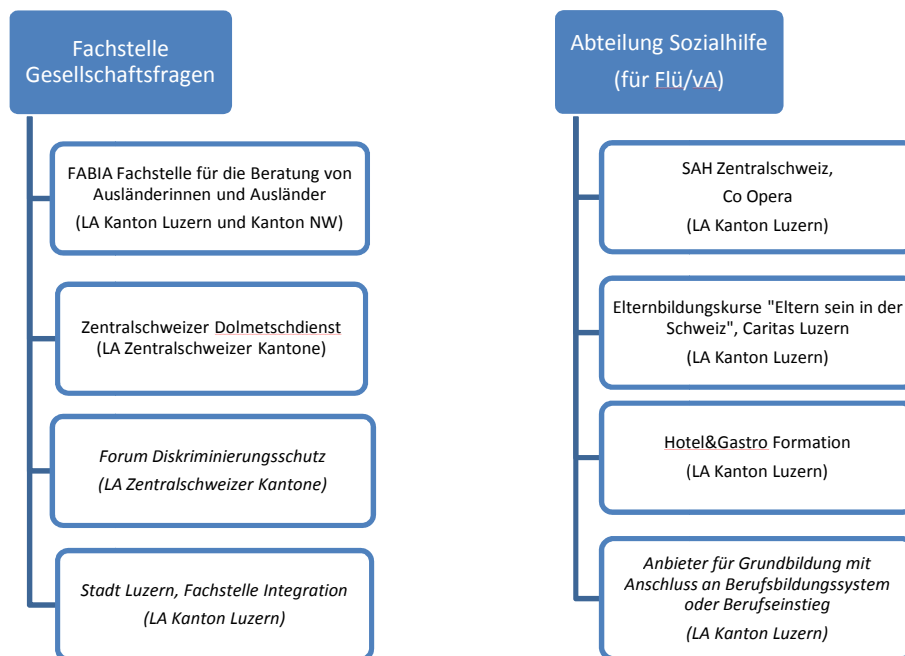 Fachstelle
Gesellschaftsfragen
FABIA Fachstelle für die Beratung von
Ausländerinnen und Ausländer
(LA Kanton Luzern und Kanton NW)
Zentralschweizer Dolmetschdienst
(LA Zentralschweizer Kantone)
Forum Diskriminierungsschutz
(LA Zentralschweizer Kantone)
Stadt Luzern, Fachstelle Integration
(LA Kanton Luzern)
Abteilung Sozialhilfe
(für Flü/vA)
SAH Zentralschweiz,
Co Opera
(LA Kanton Luzern)
Elternbildungskurse "Eltern sein in der
Schweiz", Caritas Luzern
(LA Kanton Luzern)
Hotel&Gastro Formation
(LA Kanton Luzern)
Anbieter für Grundbildung mit
Anschluss an Berufsbildungssystem
oder Berufseinstieg
(LA Kanton Luzern)